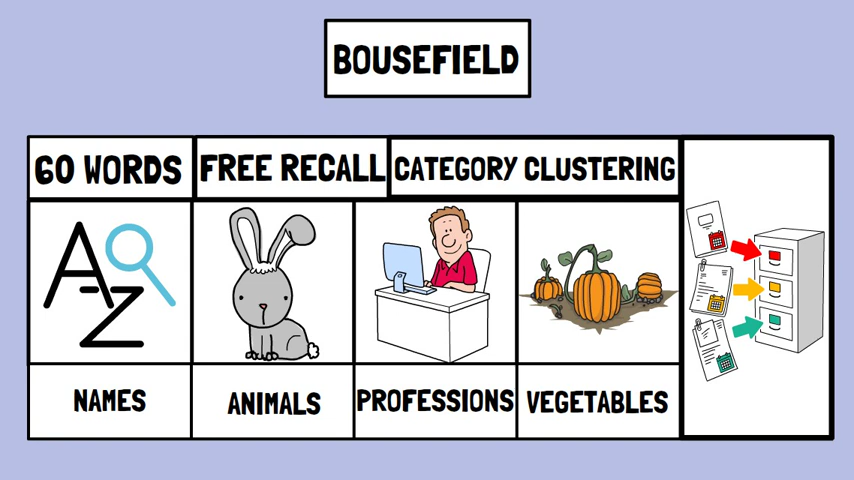 BOUSEFIELD
60 WORDS
FREE RECALL
CATEGORY CLUSTERING
A-Z
NAMES
ANIMALS
PROFESSIONS
VEGETABLES